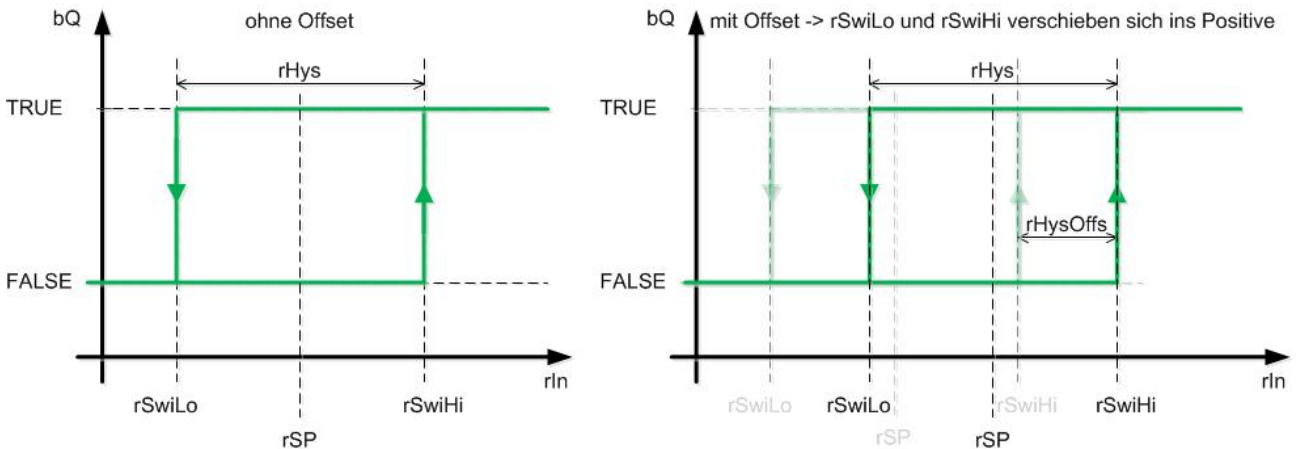 bQ
ohne Offset
rHys
TRUE
FALSE
rIn
rSwiLo
rSwiHi
rSP
bQ
mit Offset -> rSwiLo und rSwiHi verschieben sich ins Positive
rHys
TRUE
rHysOffs
FALSE
rIn
rSwiLo
rSwiLo
rSwiHi
rSwiHi
rSP
rSP